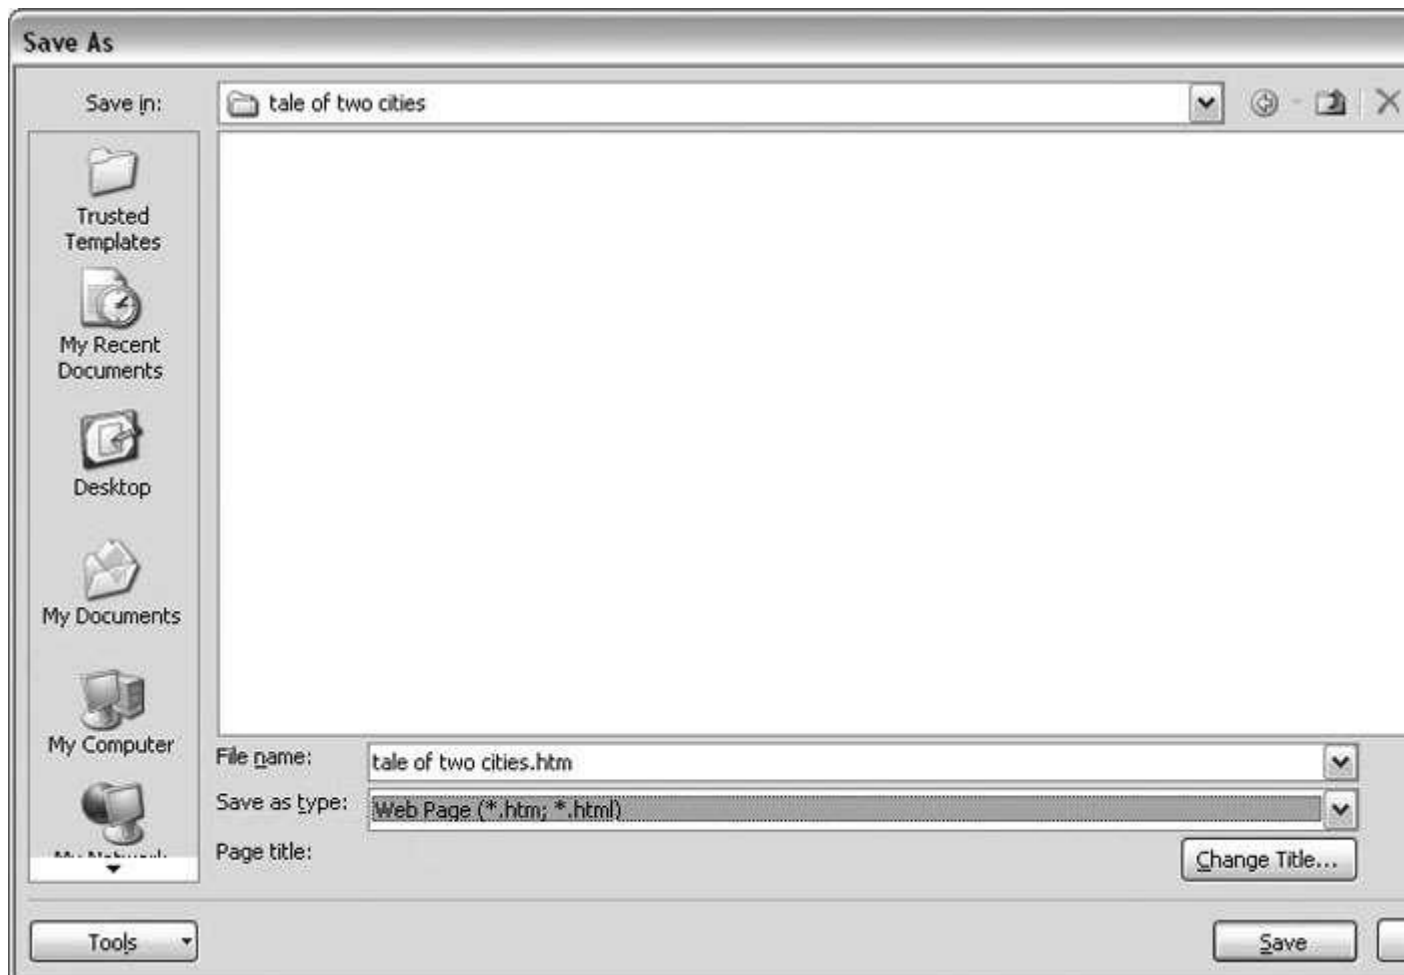 Save As
Save in:
tale of two cities
Trusted
Templates
My Recent
Documents
Desktop
My Documents
My Computer
File name:
tale of two cities.htm
Save as type:
Web Page (*.htm; *.html)
Page title:
Change Title...
Tools
Save